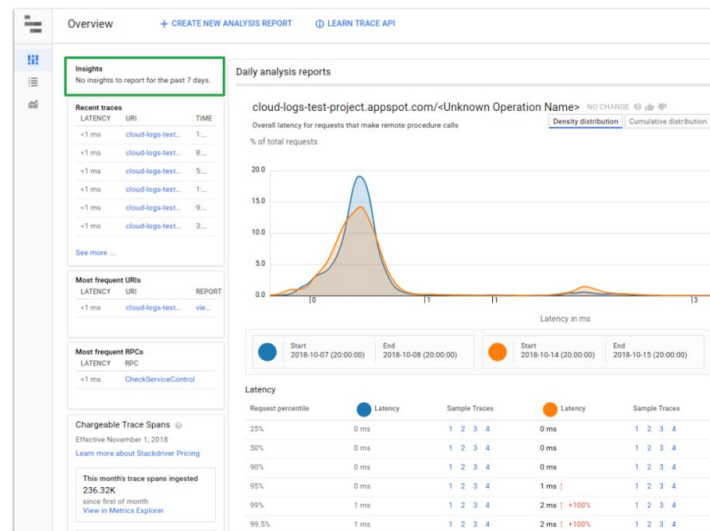 Overview
+ CREATE NEW ANALYSIS REPORT
LEARN TRACE API
Insights
No insights to report for the past 7 days.
Recent traces
LATENCY URI TIME
<1 ms cloud-logs-test... 1:...
<1 ms cloud-logs-test... 8:...
<1 ms cloud-logs-test... 5:...
<1 ms cloud-logs-test... 1:...
<1 ms cloud-logs-test... 9:...
<1 ms cloud-logs-test... 3:...
See more ...
Most frequent URIs
LATENCY URI REPORT
<1 ms cloud-logs-test... vie...
Most frequent RPCs
LATENCY RPC
<1 ms CheckServiceControl
Chargeable Trace Spans
Effective November 1, 2018
Learn more about Stackdriver Pricing
This month's trace spans ingested
236.32K
since first of month
View in Metrics Explorer
Daily analysis reports
cloud-logs-test-project.appspot.com/<Unknown Operation Name> NO CHANGE
Overall latency for requests that make remote procedure calls
Density distribution Cumulative distribution
% of total requests
20.0
15.0
10.0
5.0
0.0
0 1 1 3
Latency in ms
Start End
2018-10-07 (20:00:00) 2018-10-08 (20:00:00)
Start End
2018-10-14 (20:00:00) 2018-10-15 (20:00:00)
Latency
Request percentile Latency Sample Traces Latency Sample Traces
25% 0 ms 1 2 3 4 0 ms 1 2 3 4
50% 0 ms 1 2 3 4 0 ms 1 2 3 4
90% 0 ms 1 2 3 4 0 ms 1 2 3 4
95% 0 ms 1 2 3 4 1 ms ↑ 1 2 3 4
99% 1 ms 1 2 3 4 2 ms ↑ +100% 1 2 3 4
99.5% 1 ms 1 2 3 4 2 ms ↑ +100% 1 2 3 4